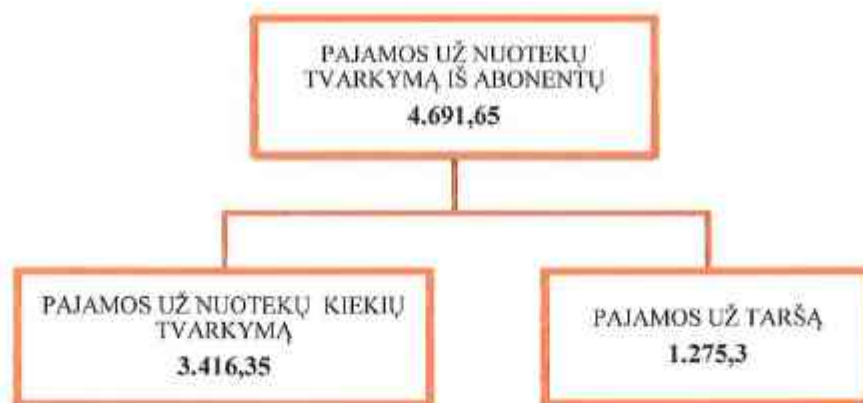 PAJAMOS UŽ NUOTEKŲ
TVARKYMĄ IŠ ABONENTŲ
4.691,65
PAJAMOS UŽ NUOTEKŲ KIEKIŲ
TVARKYMĄ
3.416,35
PAJAMOS UŽ TARŠĄ
1.275,3